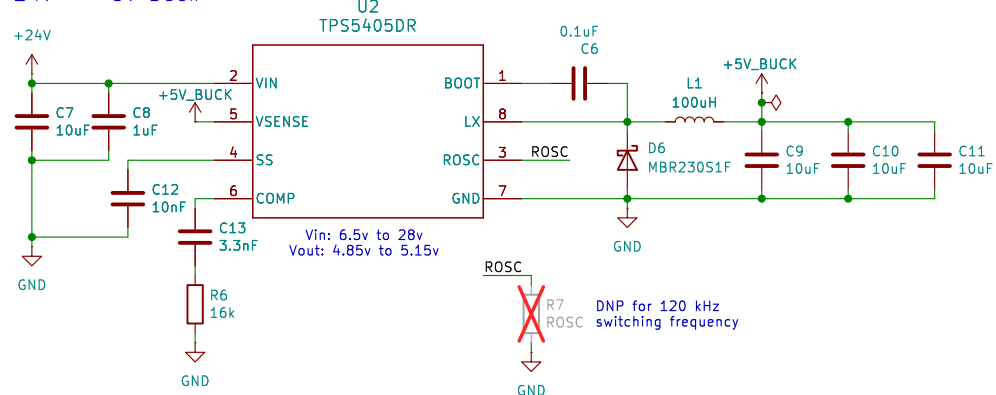 U2
TPS5405DR
+24V
C7
10uF
C8
1uF
+5V_BUCK
2
VIN
5
VSENSE
4
SS
6
COMP
BOOT
1
LX
8
ROSC
3
ROSC
GND
7
0.1uF
C6
L1
100uH
+5V_BUCK
D6
MBR230S1F
C9
10uF
C10
10uF
C11
10uF
C12
10nF
C13
3.3nF
Vin: 6.5v to 28v
Vout: 4.85v to 5.15v
GND
GND
R6
16k
GND
ROSC
R7
ROSC
DNP for 120 kHz
switching frequency
GND